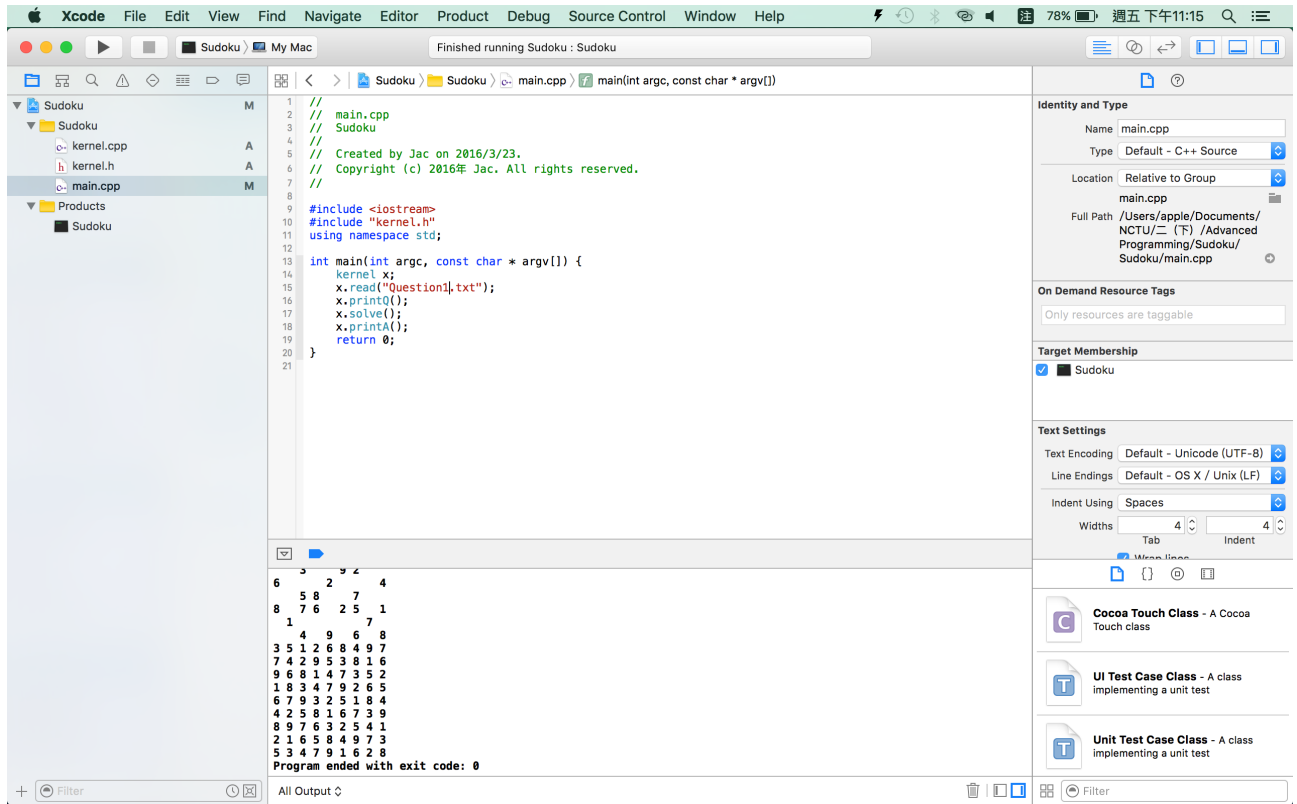 Xcode File Edit View Find Navigate Editor Product Debug Source Control Window Help 注 78% 週五 下午11:15
Sudoku My Mac Finished running Sudoku : Sudoku
Sudoku Sudoku main.cpp main(int argc, const char * argv[])
Sudoku M
Sudoku
kernel.cpp A
kernel.h A
main.cpp M
Products
Sudoku
Filter
1 //
2 // main.cpp
3 // Sudoku
4 //
5 // Created by Jac on 2016/3/23.
6 // Copyright (c) 2016年 Jac. All rights reserved.
7 //
8
9 #include <iostream>
10 #include "kernel.h"
11 using namespace std;
12
13 int main(int argc, const char * argv[]) {
14 kernel x;
15 x.read("Question1.txt");
16 x.printQ();
17 x.solve();
18 x.printA();
19 return 0;
20 }
21
3 9 2
6 2 4
5 8 7
8 7 6 2 5 1
1 7
4 9 6 8
3 5 1 2 6 8 4 9 7
7 4 2 9 5 3 8 1 6
9 6 8 1 4 7 3 5 2
1 8 3 4 7 9 2 6 5
6 7 9 3 2 5 1 8 4
4 2 5 8 1 6 7 3 9
8 9 7 6 3 2 5 4 1
2 1 6 5 8 4 9 7 3
5 3 4 7 9 1 6 2 8
Program ended with exit code: 0
All Output
Identity and Type
Name main.cpp
Type Default - C++ Source
Location Relative to Group
main.cpp
Full Path /Users/apple/Documents/
NCTU/二（下）/Advanced
Programming/Sudoku/
Sudoku/main.cpp
On Demand Resource Tags
Only resources are taggable
Target Membership
Sudoku
Text Settings
Text Encoding Default - Unicode (UTF-8)
Line Endings Default - OS X / Unix (LF)
Indent Using Spaces
Widths 4 4
Tab Indent
Wrap lines
C Cocoa Touch Class - A Cocoa
Touch class
T UI Test Case Class - A class
implementing a unit test
T Unit Test Case Class - A class
implementing a unit test
Filter